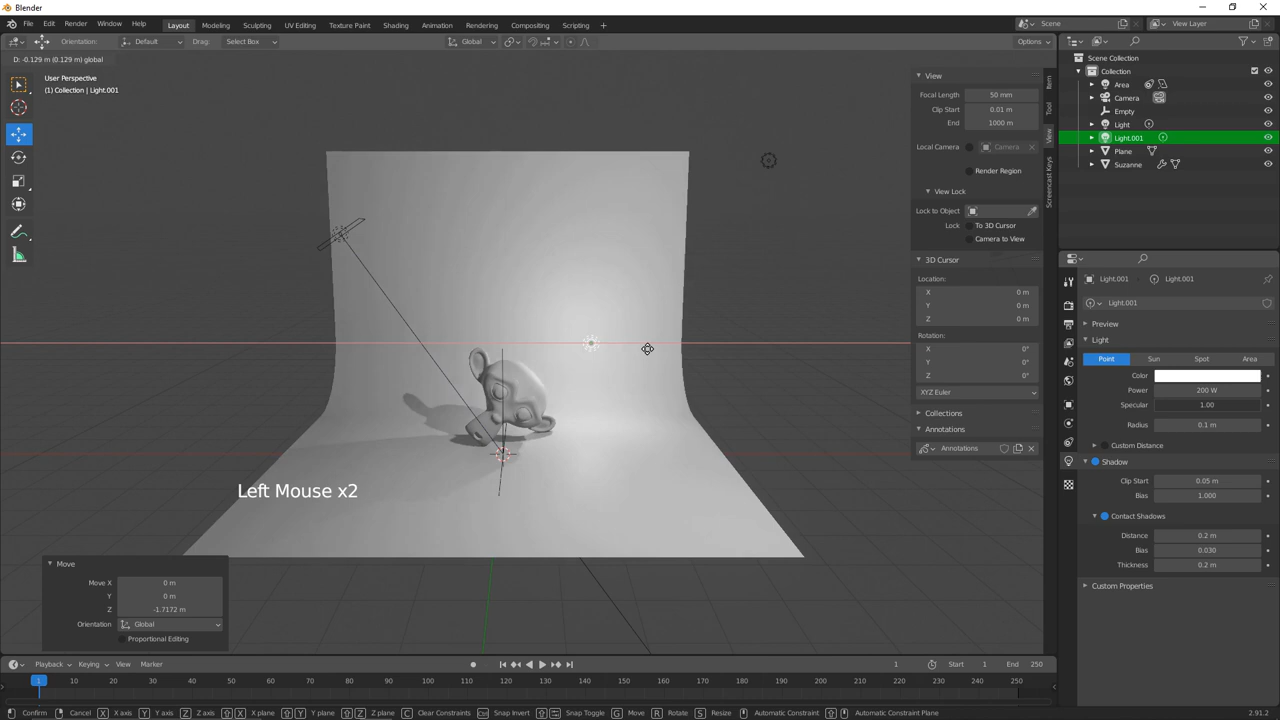 Blender
File Edit Render Window Help Layout Modeling Sculpting UV Editing Texture Paint Shading Animation Rendering Compositing Scripting + Scene View Layer
Orientation: Default Drag: Select Box Global Options
D: -0.129 m (0.129 m) global
User Perspective
(1) Collection | Light.001
View
Focal Length 50 mm
Clip Start 0.01 m
End 1000 m
Local Camera Camera
Render Region
View Lock
Lock to Object
Lock To 3D Cursor
Camera to View
3D Cursor
Location:
X 0 m
Y 0 m
Z 0 m
Rotation:
X 0°
Y 0°
Z 0°
XYZ Euler
Collections
Annotations
Annotations
Item
Tool
View
Screencast Keys
Scene Collection
Collection
Area
Camera
Empty
Light
Light.001
Plane
Suzanne
Light.001 Light.001
Light.001
Preview
Light
Point Sun Spot Area
Color
Power 200 W
Specular 1.00
Radius 0.1 m
Custom Distance
Shadow
Clip Start 0.05 m
Bias 1.000
Contact Shadows
Distance 0.2 m
Bias 0.030
Thickness 0.2 m
Custom Properties
Left Mouse x2
Move
Move X 0 m
Y 0 m
Z -1.7172 m
Orientation Global
Proportional Editing
Playback Keying View Marker 1 Start 1 End 250
1 10 20 30 40 50 60 70 80 90 100 110 120 130 140 150 160 170 180 190 200 210 220 230 240 250
Confirm Cancel X X axis Y Y axis Z Z axis X X plane Y Y plane Z Z plane C Clear Constraints Ctrl Snap Invert Snap Toggle G Move R Rotate S Resize Automatic Constraint Automatic Constraint Plane 2.91.2